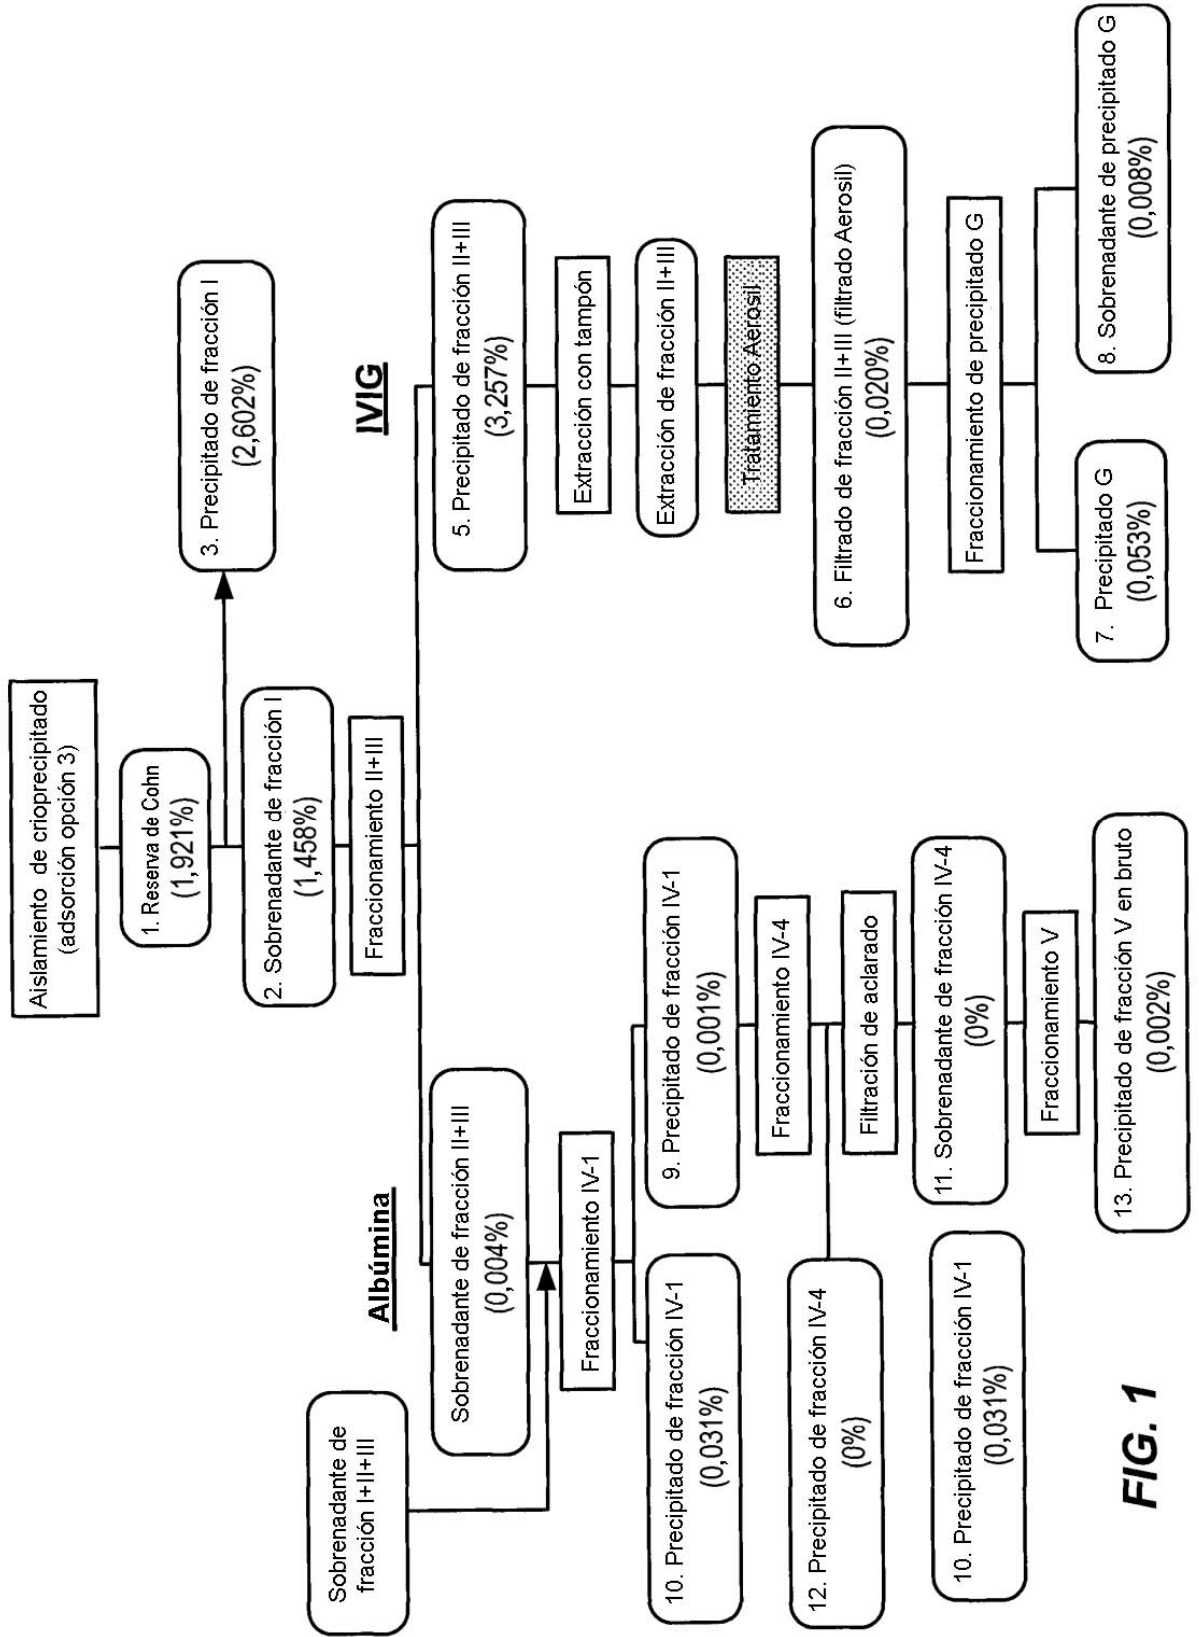 Aislamiento de crioprecipitado
(adsorción opción 3)
1. Reserva de Cohn
(1,921%)
3. Precipitado de fracción I
(2,602%)
2. Sobrenadante de fracción I
(1,458%)
Fraccionamiento II+III
Albúmina
IVIG
Sobrenadante de
fracción I+II+III
Sobrenadante de fracción II+III
(0,004%)
Fraccionamiento IV-1
10. Precipitado de fracción IV-1
(0,031%)
9. Precipitado de fracción IV-1
(0,001%)
Fraccionamiento IV-4
12. Precipitado de fracción IV-4
(0%)
Filtración de aclarado
10. Precipitado de fracción IV-1
(0,031%)
11. Sobrenadante de fracción IV-4
(0%)
Fraccionamiento V
13. Precipitado de fracción V en bruto
(0,002%)
5. Precipitado de fracción II+III
(3,257%)
Extracción con tampón
Extracción de fracción II+III
Tratamiento Aerosil
6. Filtrado de fracción II+III (filtrado Aerosil)
(0,020%)
Fraccionamiento de precipitado G
7. Precipitado G
(0,053%)
8. Sobrenadante de precipitado G
(0,008%)
FIG. 1